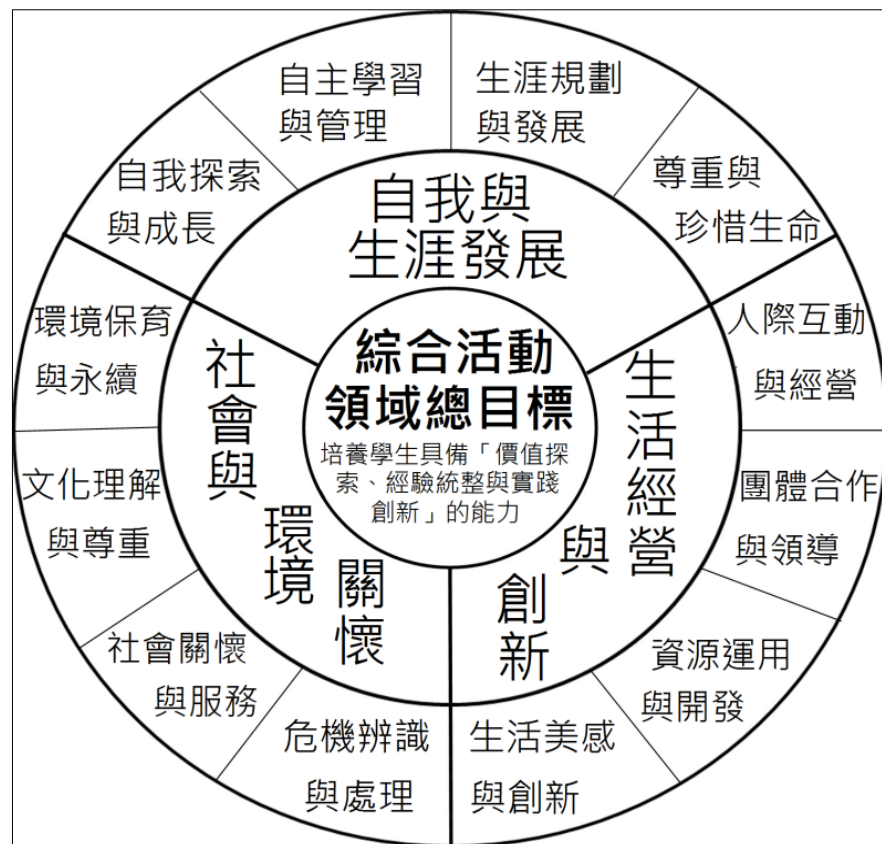 綜合活動
領域總目標
培養學生具備「價值探
索、經驗統整與實踐
創新」的能力
自我與
生涯發展
自我探索
與成長
自主學習
與管理
生涯規劃
與發展
尊重與
珍惜生命
生活經營
與
創新
人際互動
與經營
團體合作
與領導
資源運用
與開發
生活美感
與創新
社會與
環境
關懷
危機辨識
與處理
社會關懷
與服務
文化理解
與尊重
環境保育
與永續